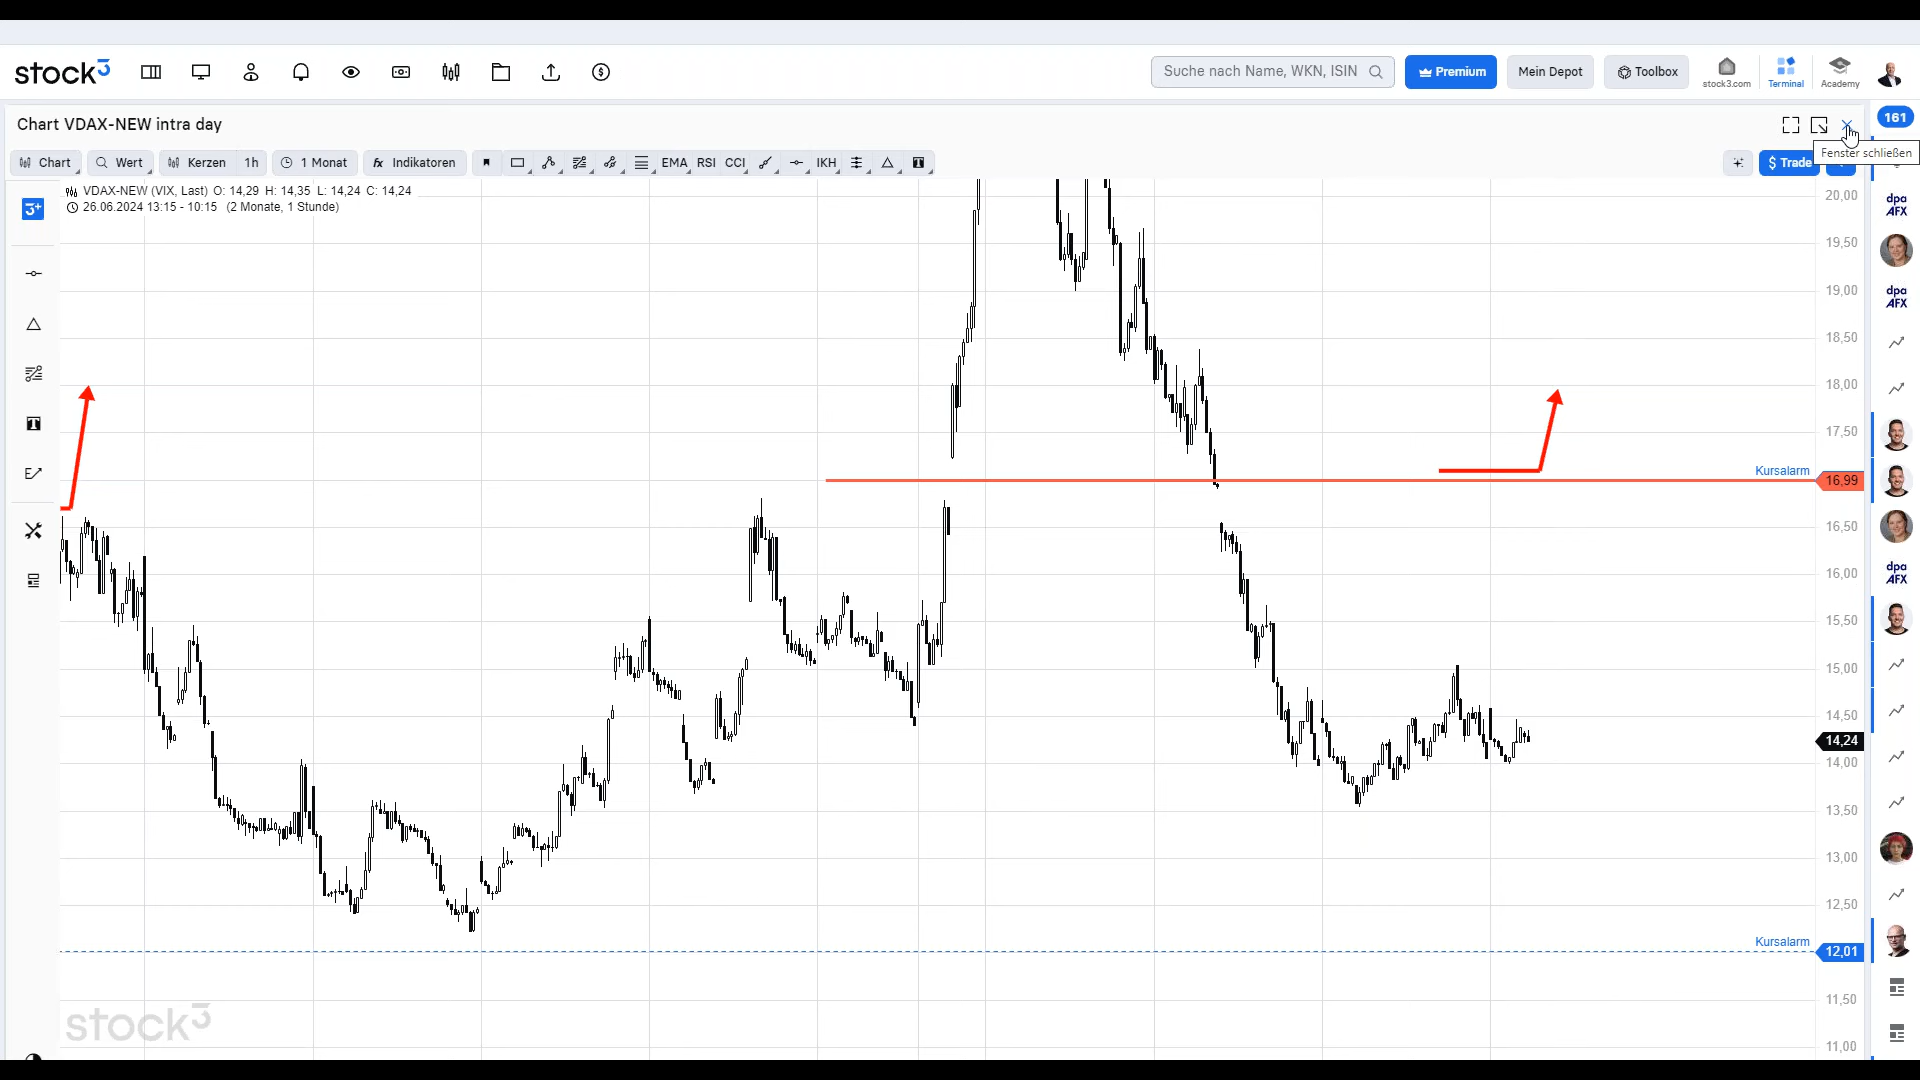 stock3
Suche nach Name, WKN, ISIN
Premium
Mein Depot
Toolbox
stock3.com
Terminal
Academy
Chart VDAX-NEW intra day
161
Fenster schließen
Chart
Wert
Kerzen
1h
1 Monat
fx Indikatoren
EMA
RSI
CCI
IKH
T
$ Trade
3+
VDAX-NEW (VIX, Last) O: 14,29 H: 14,35 L: 14,24 C: 14,24
26.06.2024 13:15 - 10:15 (2 Monate, 1 Stunde)
20,00
19,50
19,00
18,50
18,00
17,50
Kursalarm
16,99
16,50
16,00
15,50
15,00
14,50
14,24
14,00
13,50
13,00
12,50
Kursalarm
12,01
11,50
11,00
T
E
dpa
AFX
dpa
AFX
dpa
AFX
stock3